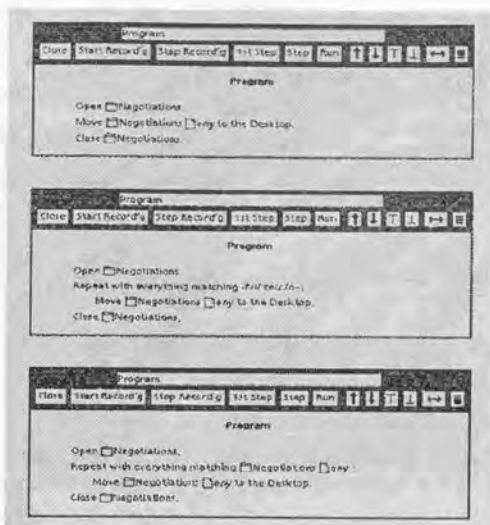 Program
Close Start Record'g Stop Record'g 1st Step Step Run
Program
Open Negotiations.
Move Negotiations any to the Desktop.
Close Negotiations.
Program
Close Start Record'g Stop Record'g 1st Step Step Run
Program
Open Negotiations.
Repeat with everything matching
Move Negotiations any to the Desktop.
Close Negotiations.
Program
Close Start Record'g Stop Record'g 1st Step Step Run
Program
Open Negotiations.
Repeat with everything matching Negotiations any
Move Negotiations any to the Desktop.
Close Negotiations.